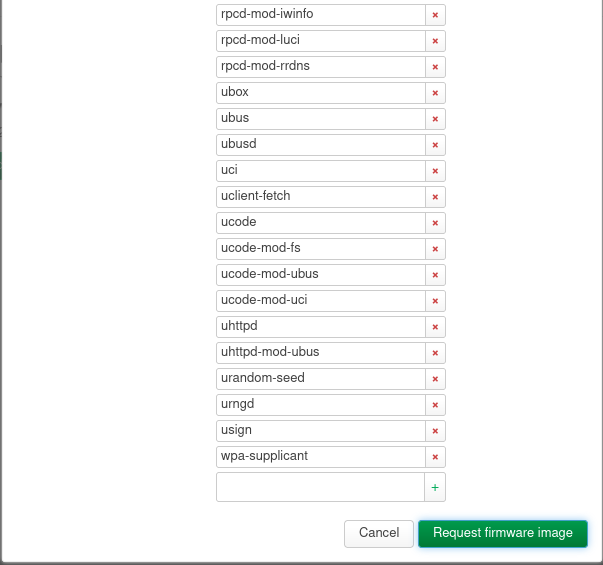 rpcd-mod-iwinfo
rpcd-mod-luci
rpcd-mod-rrdns
ubox
ubus
ubusd
uci
uclient-fetch
ucode
ucode-mod-fs
ucode-mod-ubus
ucode-mod-uci
uhttpd
uhttpd-mod-ubus
urandom-seed
urngd
usign
wpa-supplicant
+
Cancel Request firmware image